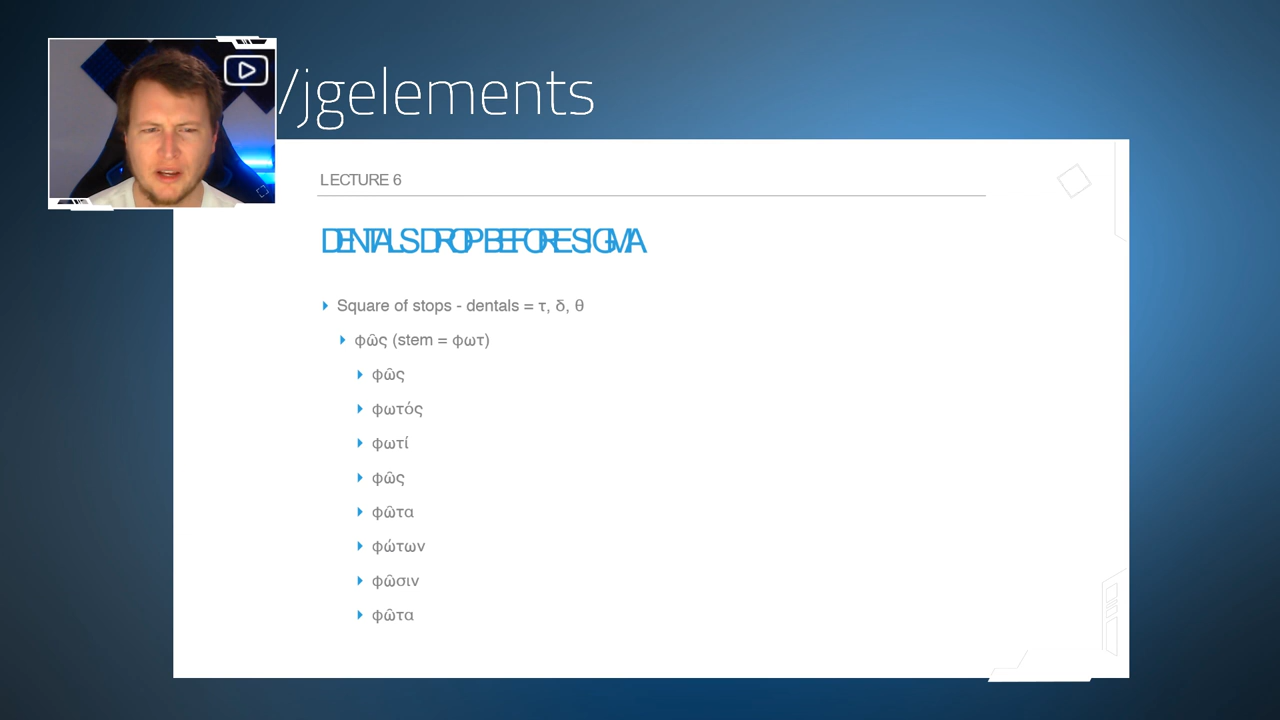 /jgelements
LECTURE 6
DENTALS DROP BEFORE SIGMA
Square of stops - dentals = τ, δ, θ
φῶς (stem = φωτ)
φῶς
φωτός
φωτί
φῶς
φῶτα
φώτων
φῶσιν
φῶτα